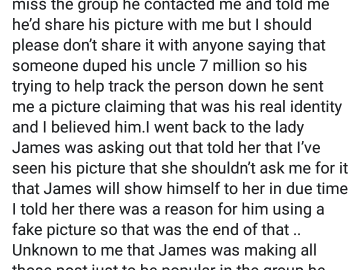 miss the group he contacted me and told me
he'd share his picture with me but I should
please don't share it with anyone saying that
someone duped his uncle 7 million so his
trying to help track the person down he sent
me a picture claiming that was his real identity
and I believed him.I went back to the lady
James was asking out that told her that I've
seen his picture that she shouldn't ask me for it
that James will show himself to her in due time
I told her there was a reason for him using a
fake picture so that was the end of that ..
Unknown to me that James was making all
those post just to be popular in the group he